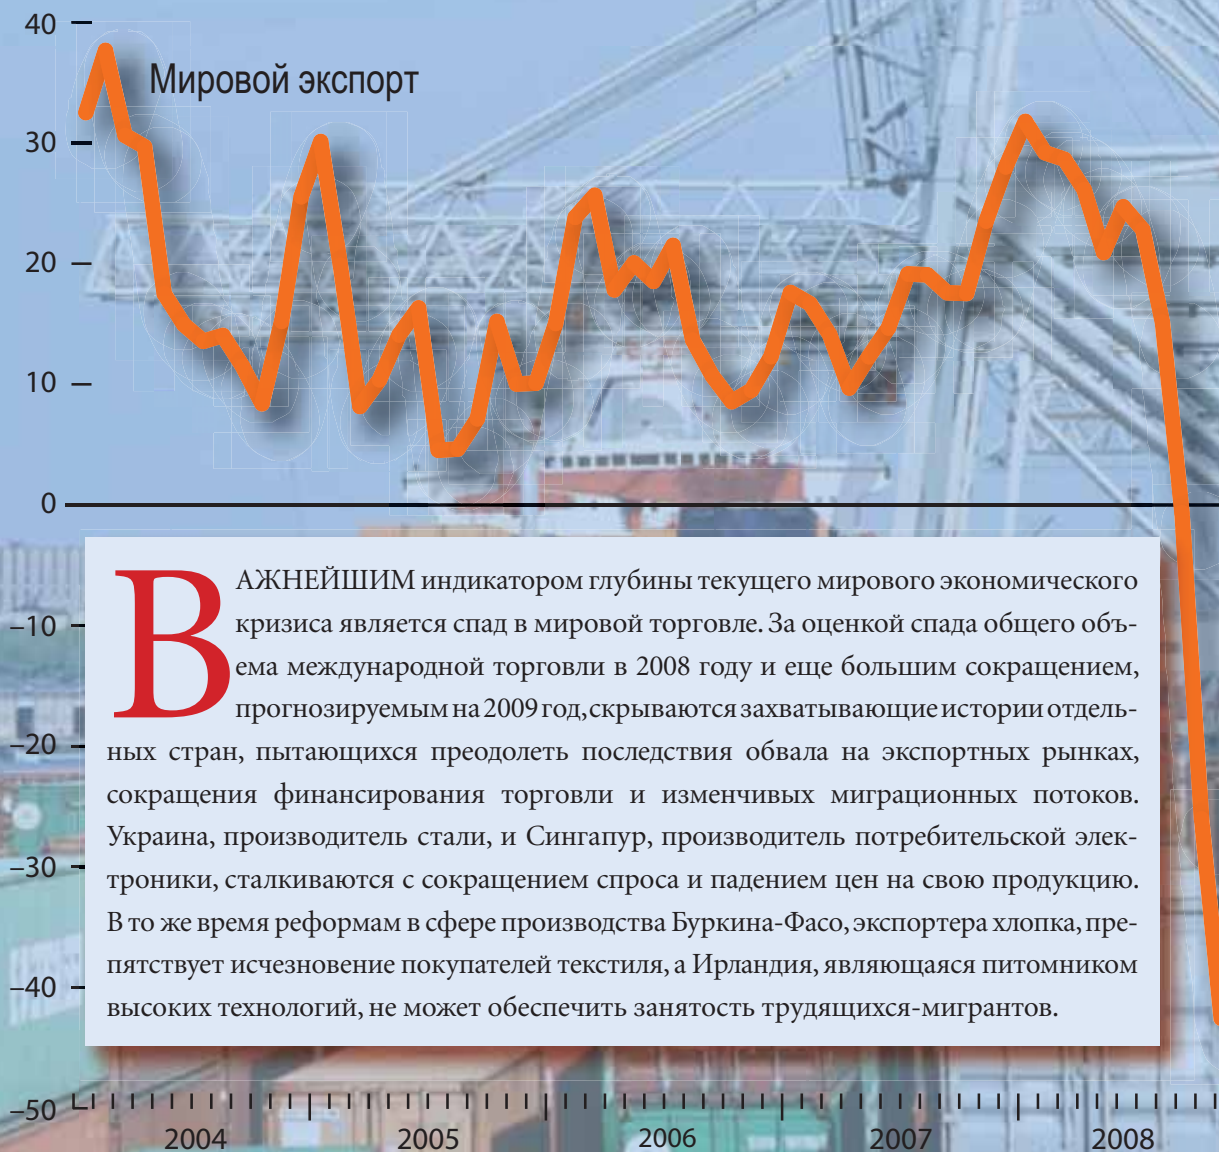 40
Мировой экспорт
30
20
10
0
ВАЖНЕЙШИМ индикатором глубины текущего мирового экономического
кризиса является спад в мировой торговле. За оценкой спада общего объ-
ема международной торговли в 2008 году и еще большим сокращением,
прогнозируемым на 2009 год, скрываются захватывающие истории отдель-
ных стран, пытающихся преодолеть последствия обвала на экспортных рынках,
сокращения финансирования торговли и изменчивых миграционных потоков.
Украина, производитель стали, и Сингапур, производитель потребительской элек-
троники, сталкиваются с сокращением спроса и падением цен на свою продукцию.
В то же время реформам в сфере производства Буркина-Фасо, экспортера хлопка, пре-
пятствует исчезновение покупателей текстиля, а Ирландия, являющаяся питомником
высоких технологий, не может обеспечить занятость трудящихся-мигрантов.
–10
–20
–30
–40
–50
2004 2005 2006 2007 2008